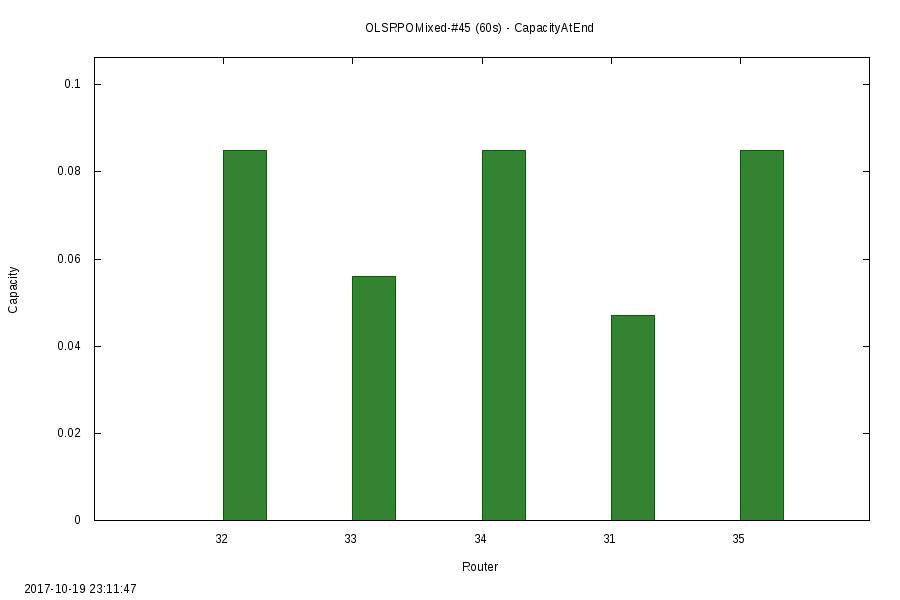 OLSRPOMixed-#45 (60s) - CapacityAtEnd
0.1
0.08
0.06
0.04
0.02
0
Capacity
32 33 34 31 35
Router
2017-10-19 23:11:47